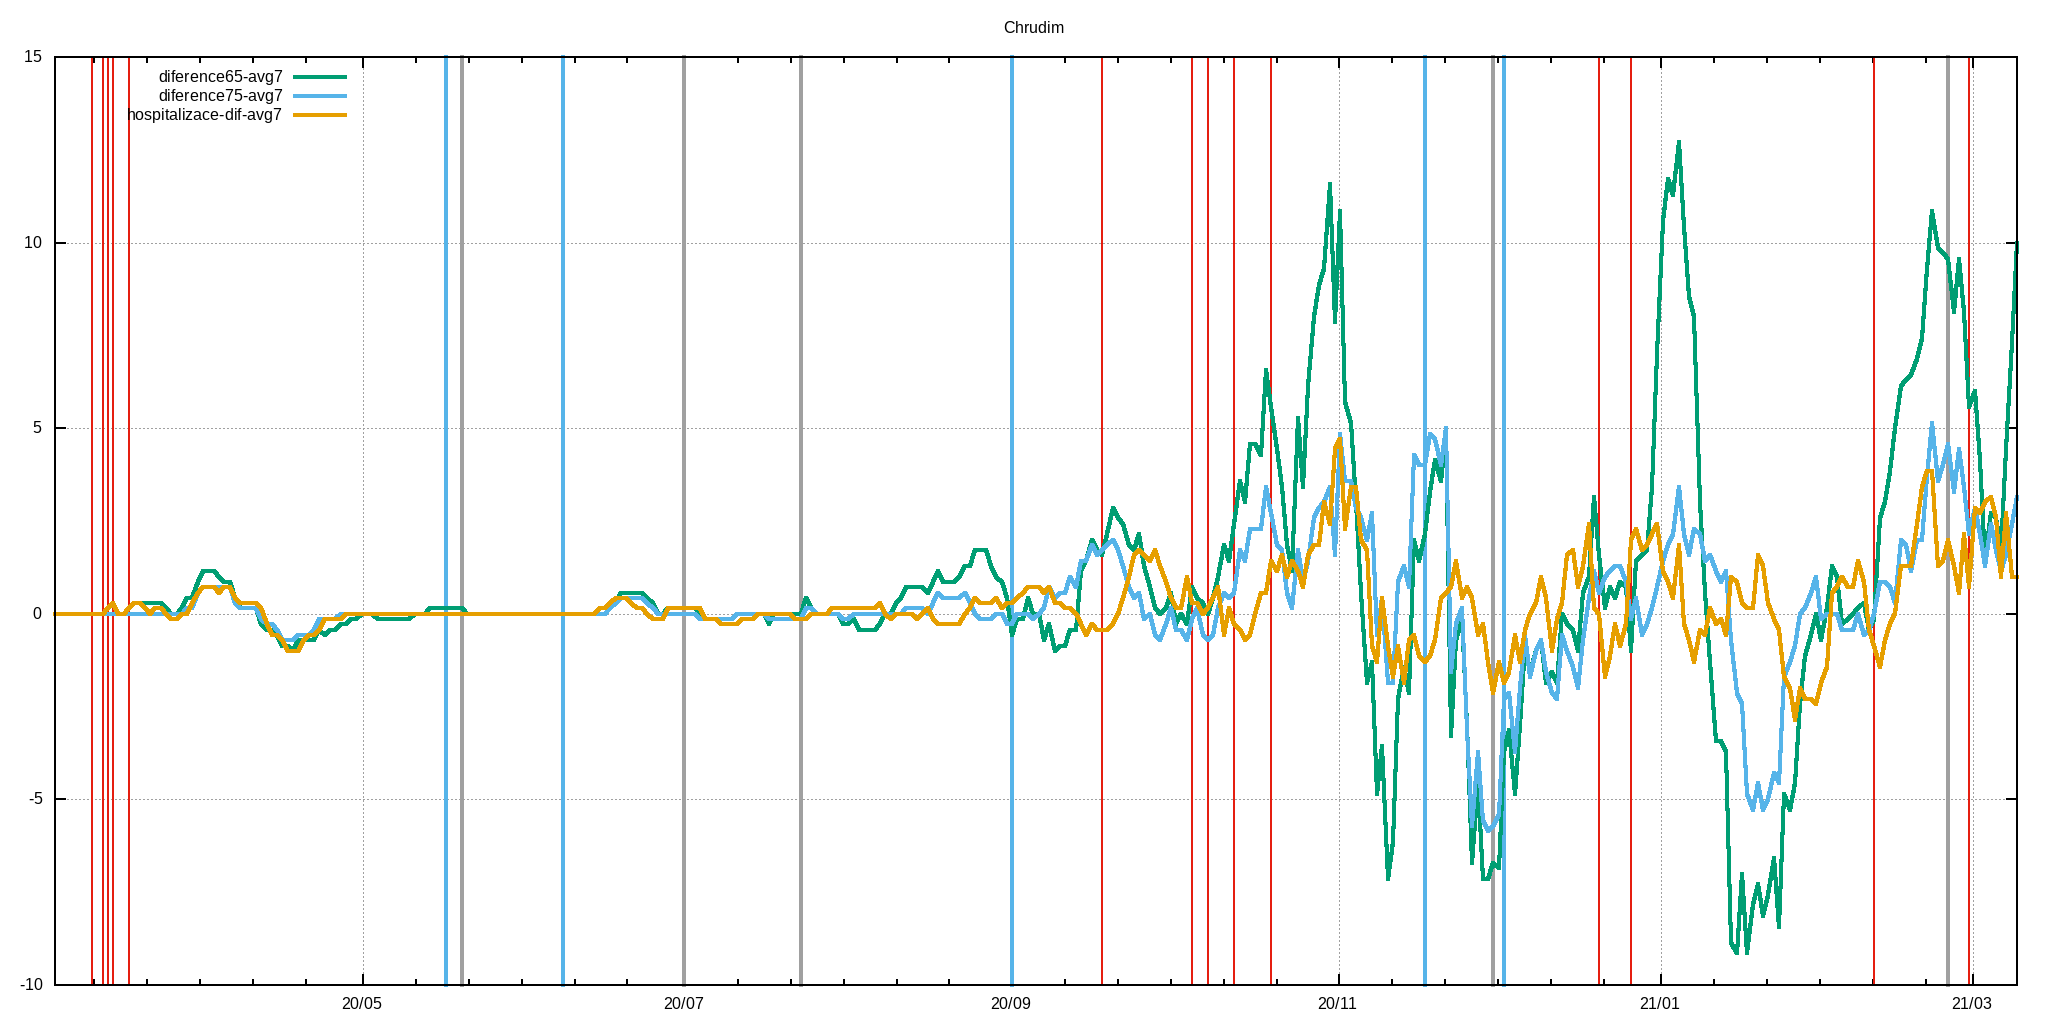 Chrudim
diference65-avg7
diference75-avg7
hospitalizace-dif-avg7
15
10
5
0
-5
-10
20/05 20/07 20/09 20/11 21/01 21/03